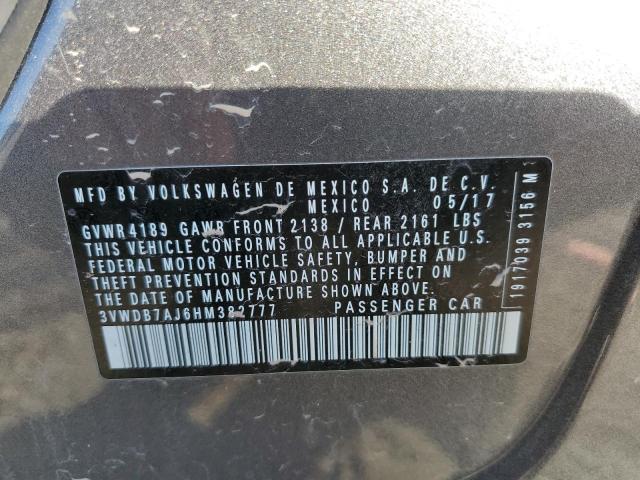 MFD BY VOLKSWAGEN DE MEXICO S.A. DE C.V.
MEXICO 05/17
GVWR4189 GAWR FRONT 2138 / REAR 2161 LBS
THIS VEHICLE CONFORMS TO ALL APPLICABLE U.S.
FEDERAL MOTOR VEHICLE SAFETY, BUMPER AND
THEFT PREVENTION STANDARDS IN EFFECT ON
THE DATE OF MANUFACTURE SHOWN ABOVE.
3VWDB7AJ6HM382777 PASSENGER CAR
1917039 3156 M